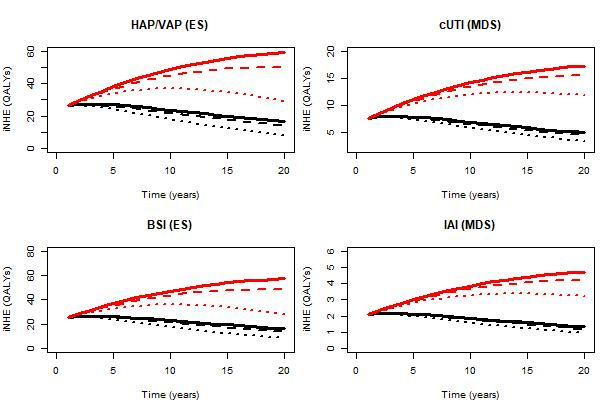 HAP/VAP (ES)
iNHE (QALYs)
60
40
20
0
0 5 10 15 20
Time (years)
cUTI (MDS)
iNHE (QALYs)
20
15
10
5
0 5 10 15 20
Time (years)
BSI (ES)
iNHE (QALYs)
80
60
40
20
0
0 5 10 15 20
Time (years)
IAI (MDS)
iNHE (QALYs)
6
5
4
3
2
1
0
0 5 10 15 20
Time (years)